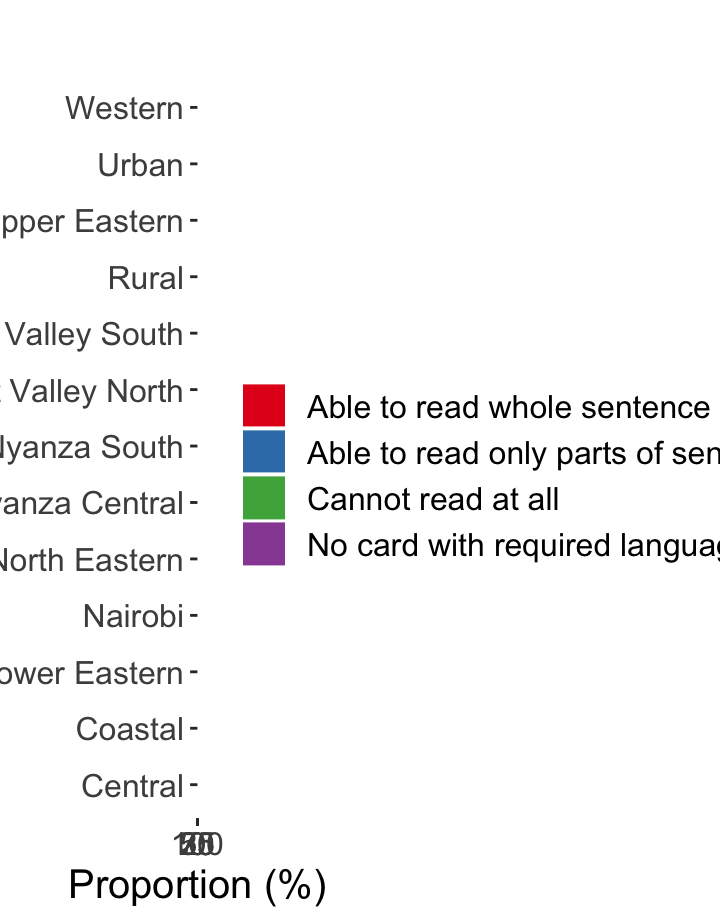 Western
Urban
pper Eastern
Rural
Valley South
Valley North
Nyanza South
anza Central
North Eastern
Nairobi
ower Eastern
Coastal
Central
Able to read whole sentence
Able to read only parts of sen
Cannot read at all
No card with required languag
Proportion (%)